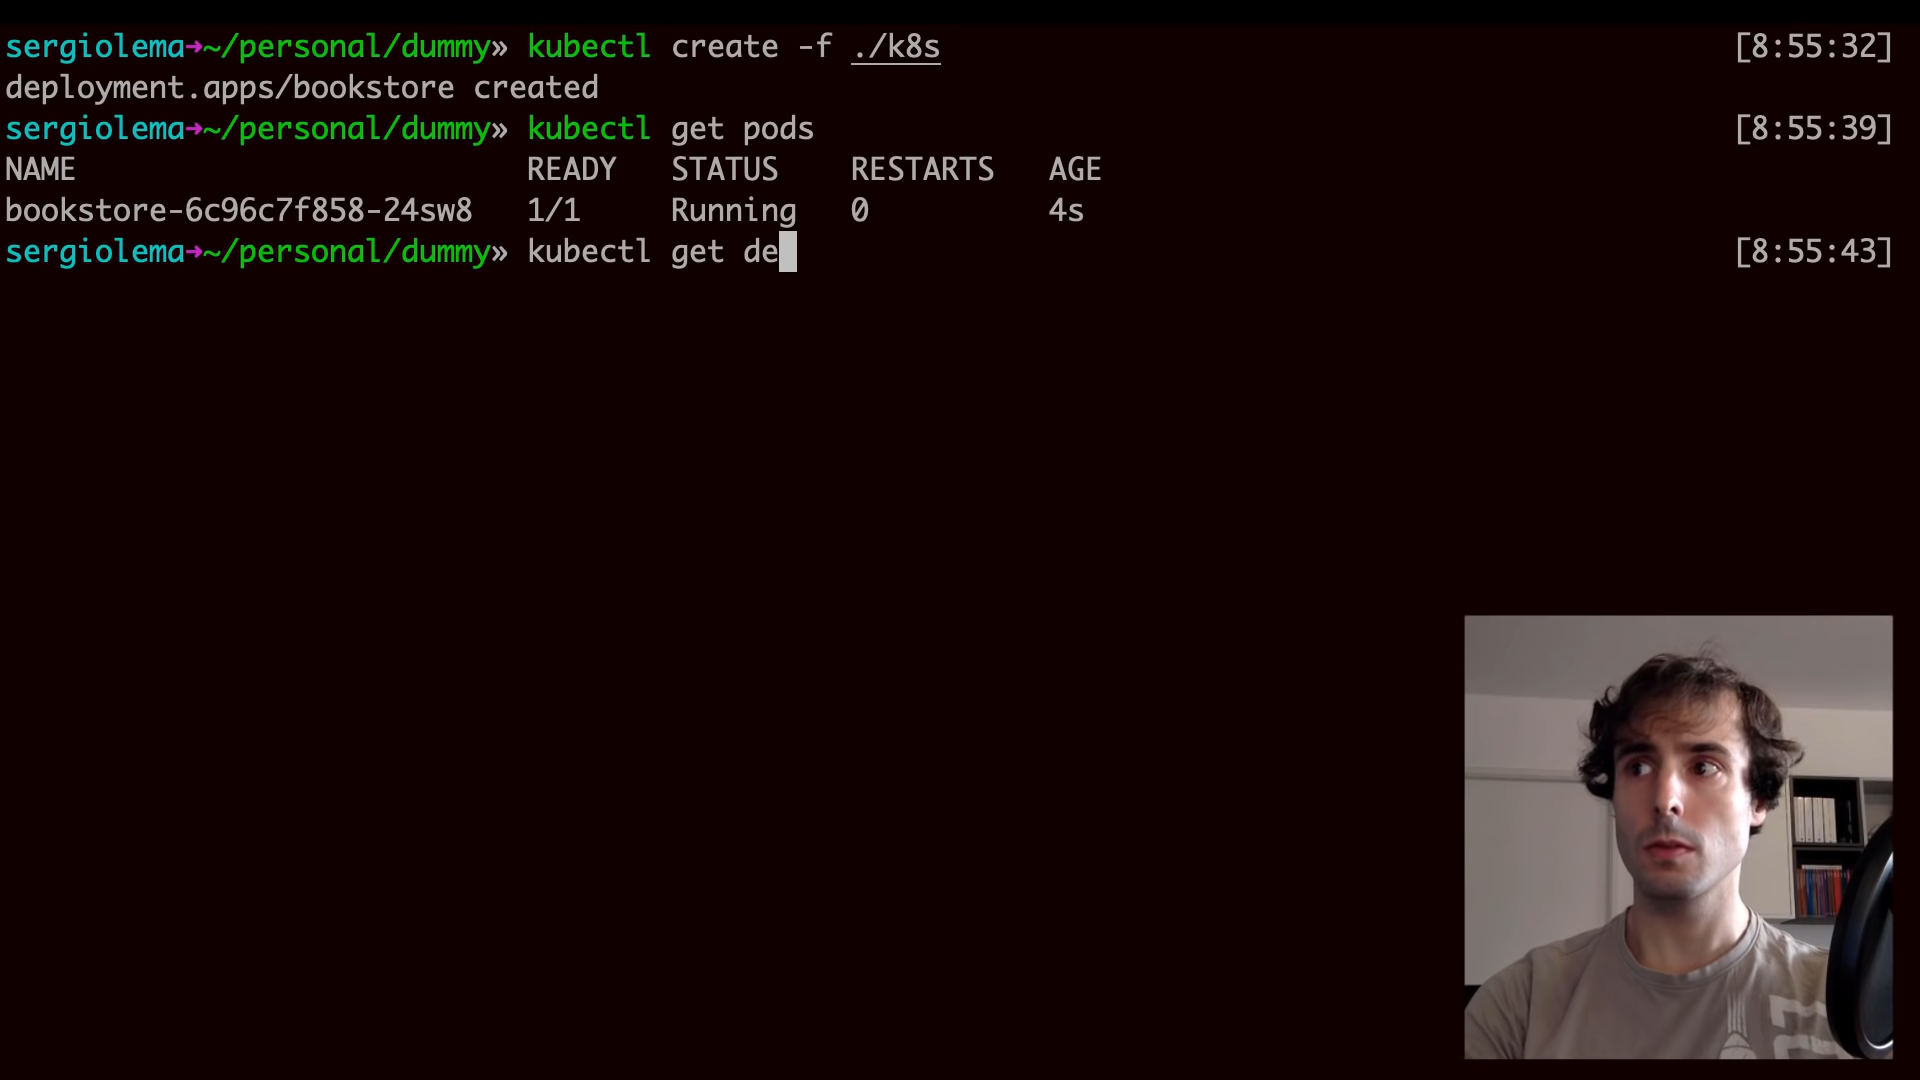 sergiolema→~/personal/dummy» kubectl create -f ./k8s [8:55:32]
deployment.apps/bookstore created
sergiolema→~/personal/dummy» kubectl get pods [8:55:39]
NAME READY STATUS RESTARTS AGE
bookstore-6c96c7f858-24sw8 1/1 Running 0 4s
sergiolema→~/personal/dummy» kubectl get de [8:55:43]